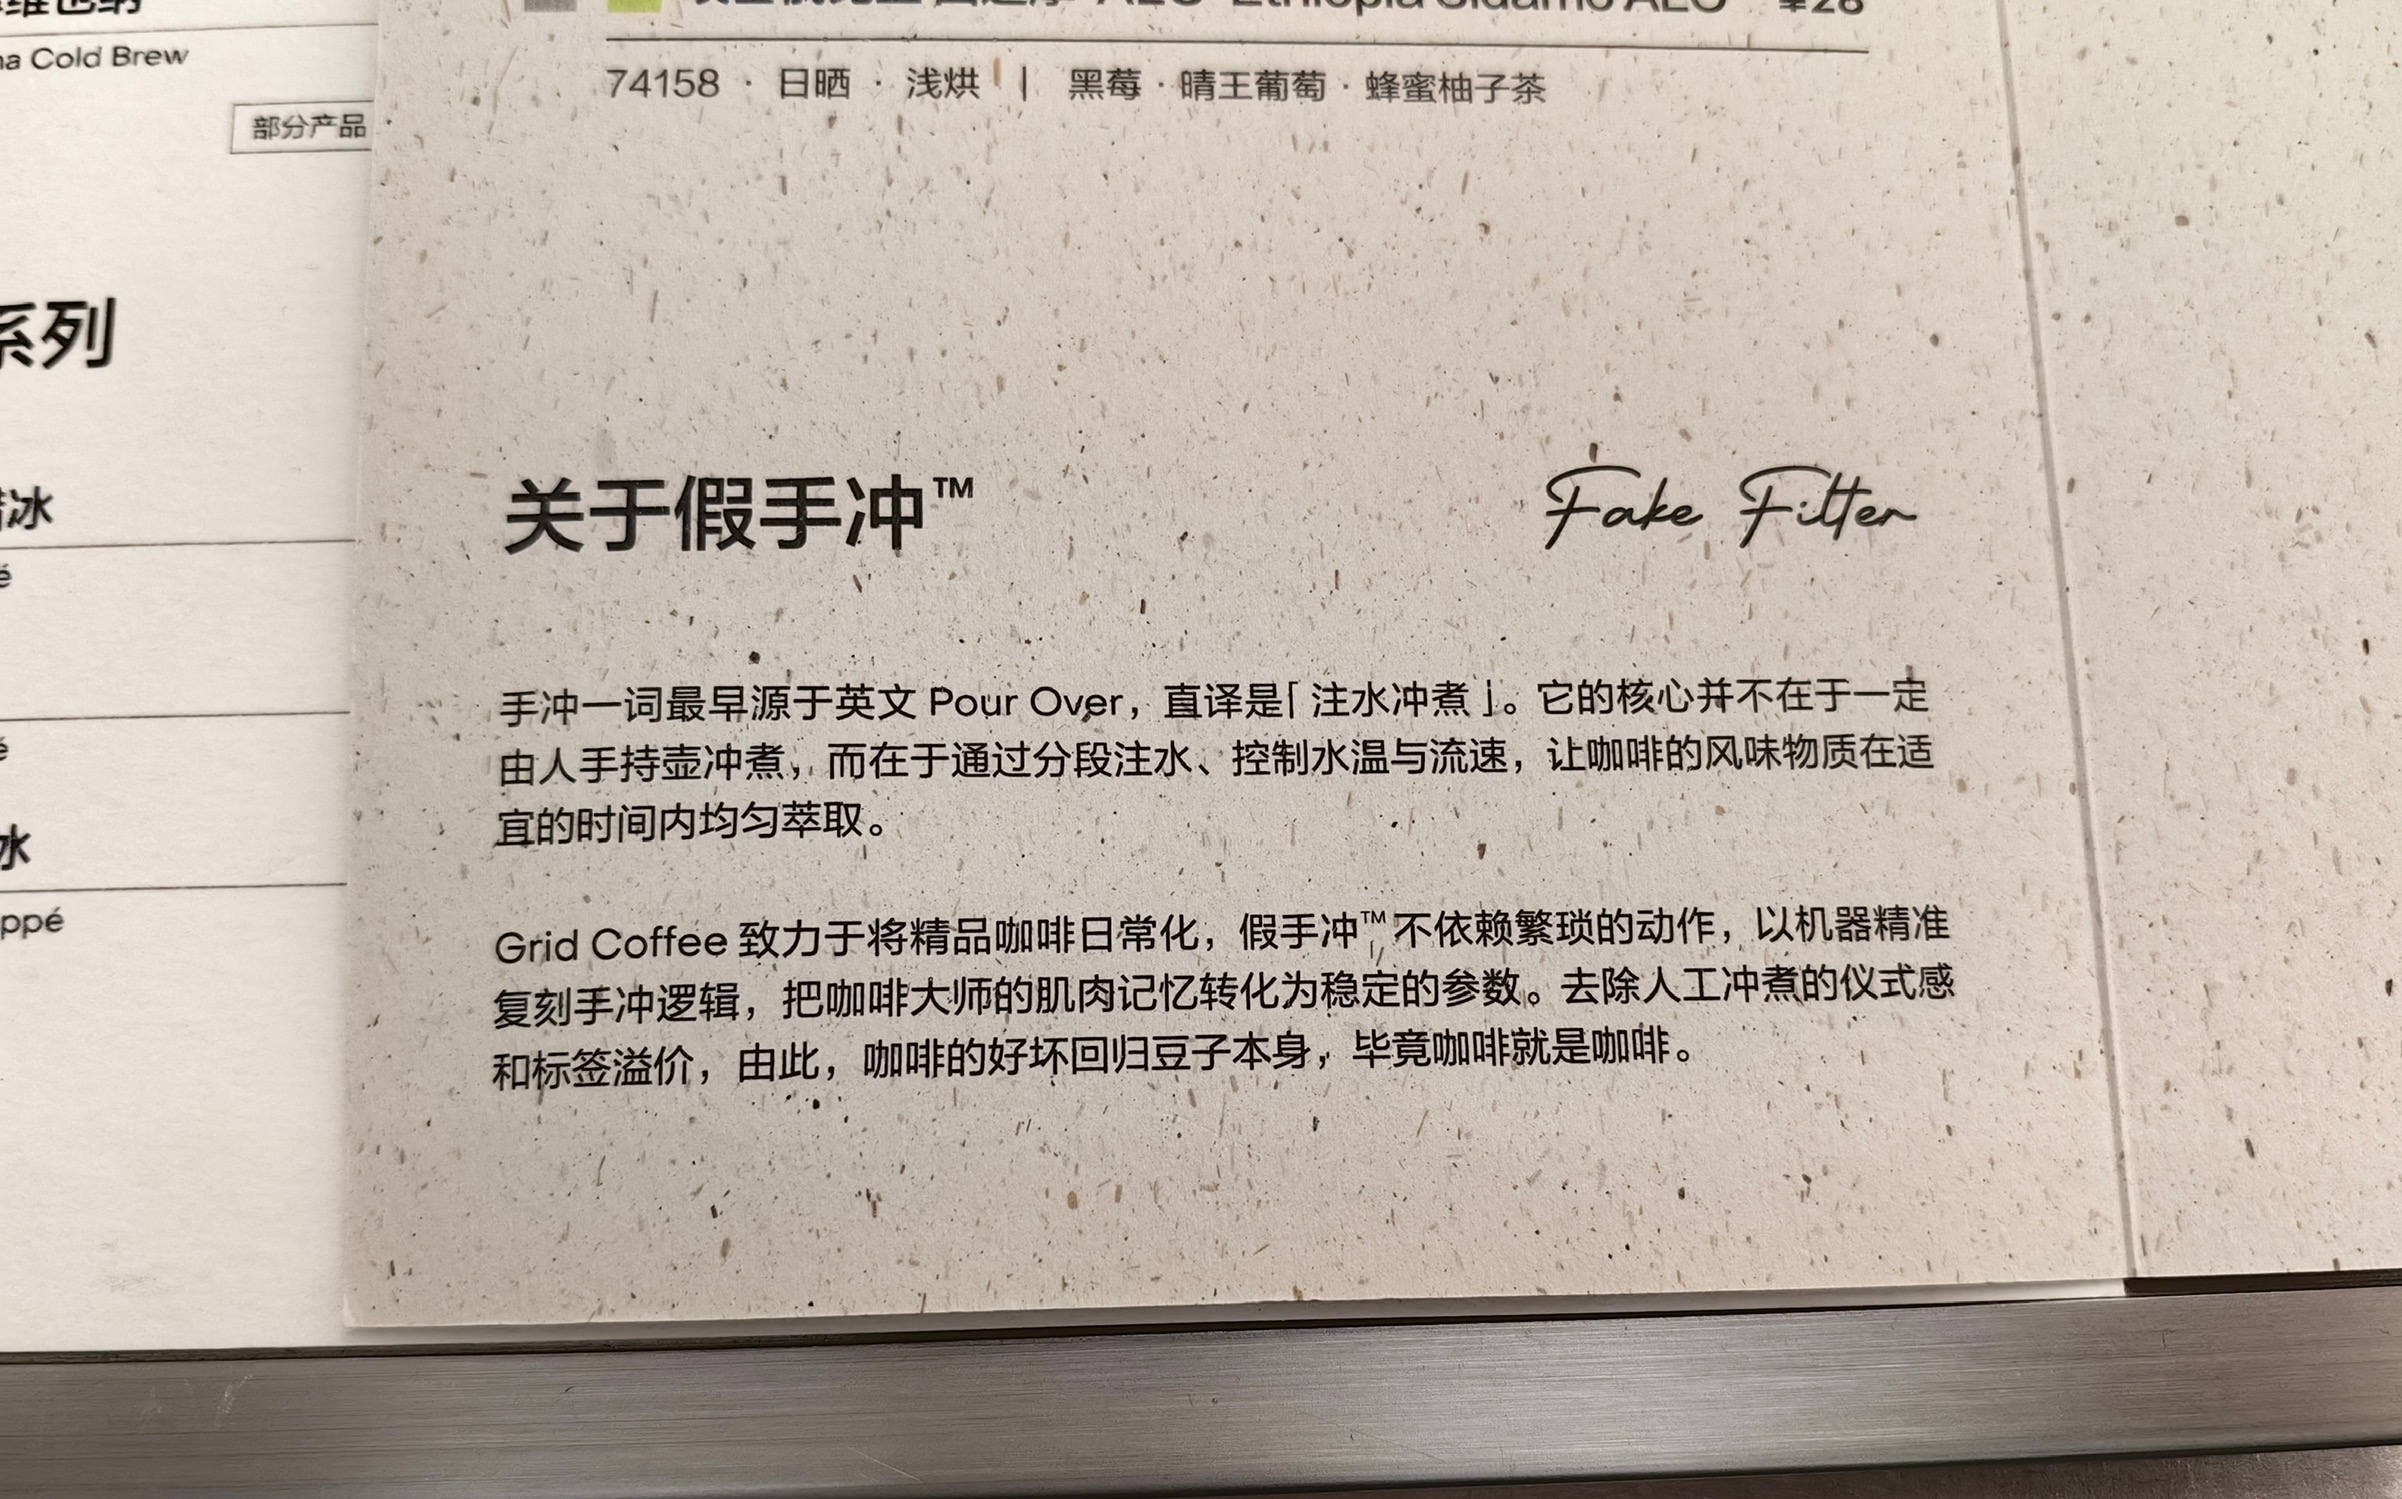 Ethiopia Sidamo ALO ¥28
74158 · 日晒 · 浅烘 | 黑莓 · 晴王葡萄 · 蜂蜜柚子茶
Cold Brew
部分产品
系列
冰
冰
关于假手冲™
Fake Filter
手冲一词最早源于英文 Pour Over，直译是「注水冲煮」。它的核心并不在于一定
由人手持壶冲煮，而在于通过分段注水、控制水温与流速，让咖啡的风味物质在适
宜的时间内均匀萃取。
Grid Coffee 致力于将精品咖啡日常化，假手冲™不依赖繁琐的动作，以机器精准
复刻手冲逻辑，把咖啡大师的肌肉记忆转化为稳定的参数。去除人工冲煮的仪式感
和标签溢价，由此，咖啡的好坏回归豆子本身，毕竟咖啡就是咖啡。